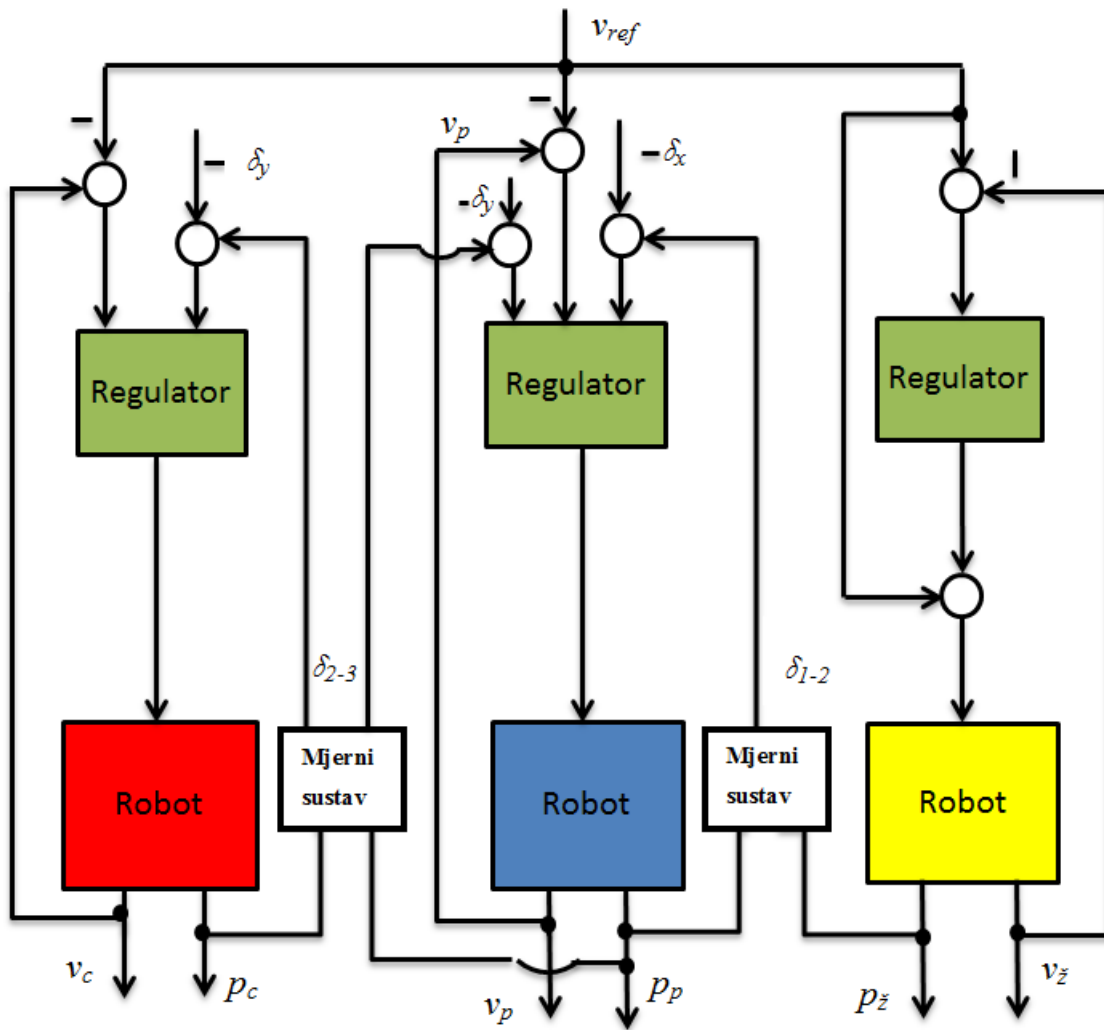 v_ref
–
–
v_p
– δ_y
– δ_x
-δ_y
–
Regulator
Regulator
Regulator
δ_2-3
δ_1-2
Mjerni
sustav
Mjerni
sustav
Robot
Robot
Robot
v_c
p_c
v_p
p_p
p_ž
v_ž